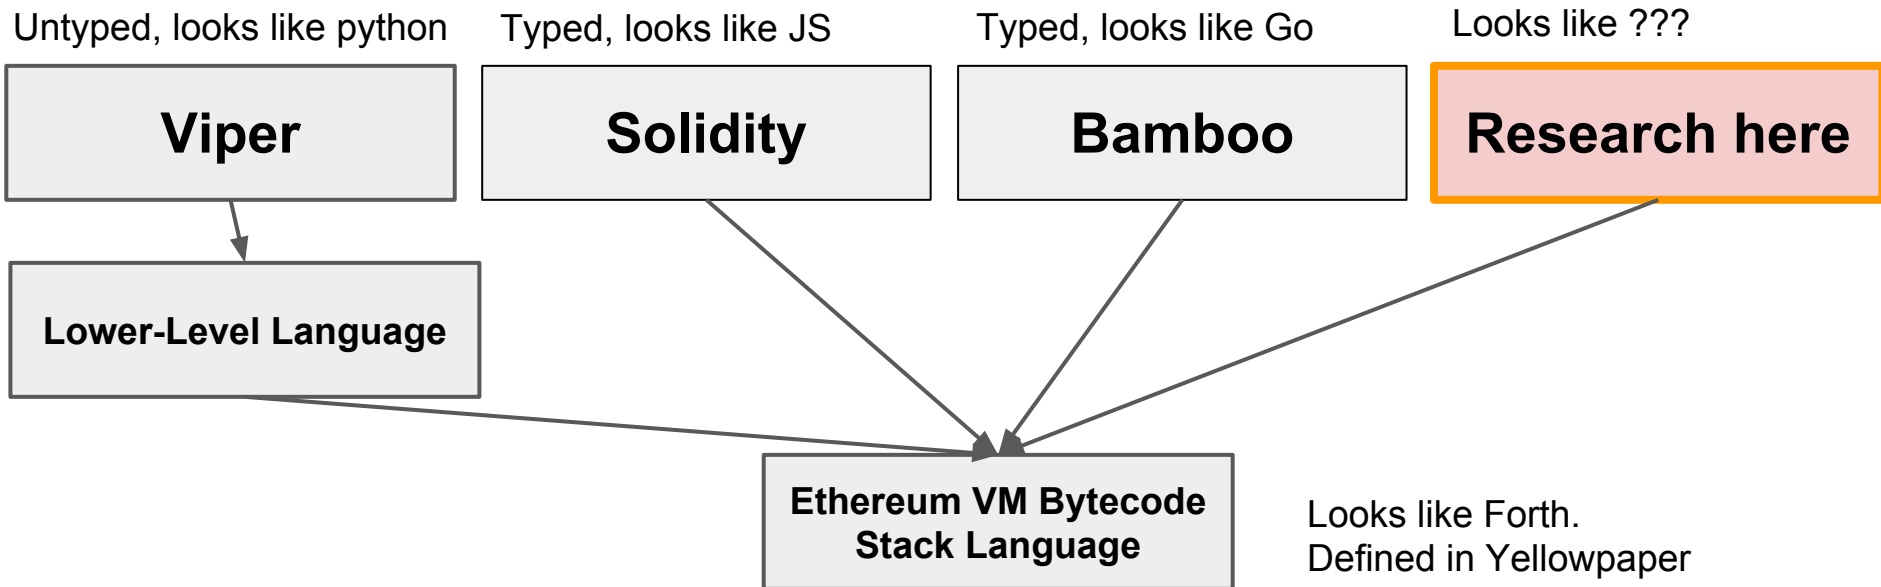 Untyped, looks like python
Typed, looks like JS
Typed, looks like Go
Looks like ???
Viper
Solidity
Bamboo
Research here
Lower-Level Language
Ethereum VM Bytecode
Stack Language
Looks like Forth.
Defined in Yellowpaper